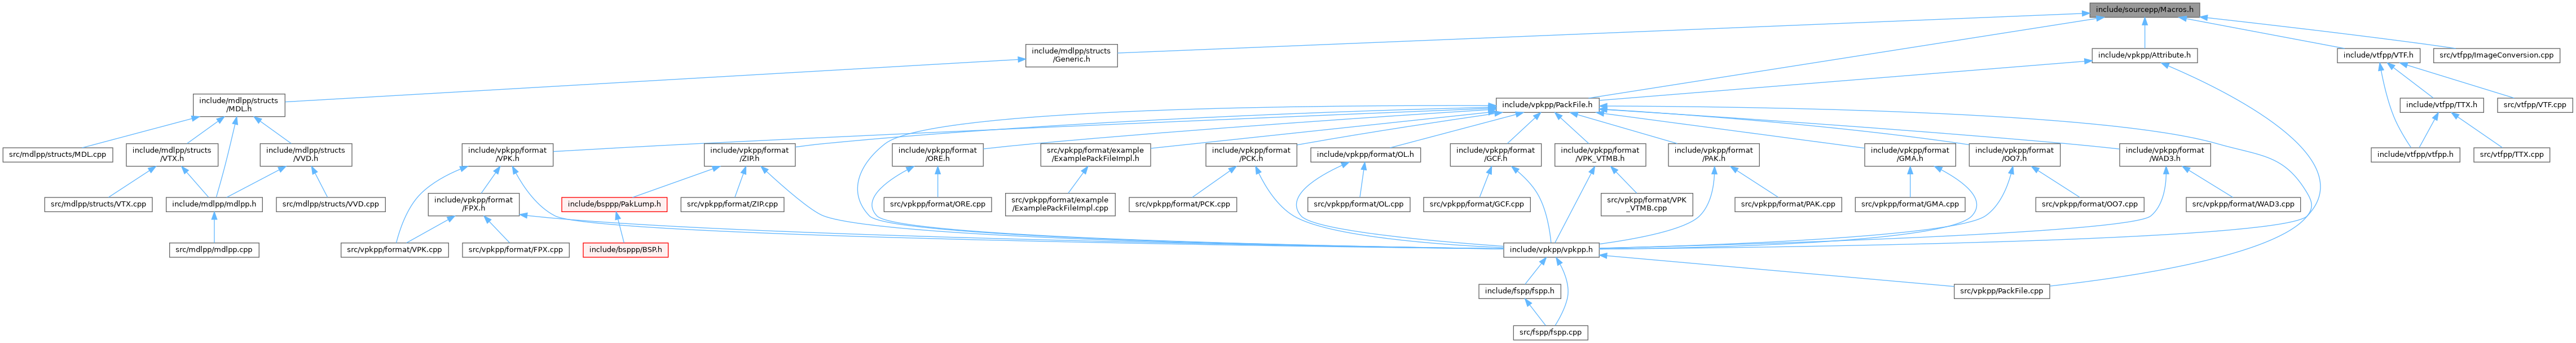 include/sourcepp/Macros.h
include/mdlpp/structs
/Generic.h
include/vpkpp/Attribute.h
include/vtfpp/VTF.h
src/vtfpp/ImageConversion.cpp
include/mdlpp/structs
/MDL.h
include/vpkpp/PackFile.h
include/vtfpp/TTX.h
src/vtfpp/VTF.cpp
src/mdlpp/structs/MDL.cpp
include/mdlpp/structs
/VTX.h
include/mdlpp/structs
/VVD.h
include/vpkpp/format
/VPK.h
include/vpkpp/format
/ZIP.h
include/vpkpp/format
/ORE.h
src/vpkpp/format/example
/ExamplePackFileImpl.h
include/vpkpp/format
/PCK.h
include/vpkpp/format/OL.h
include/vpkpp/format
/GCF.h
include/vpkpp/format
/VPK_VTMB.h
include/vpkpp/format
/PAK.h
include/vpkpp/format
/GMA.h
include/vpkpp/format
/OO7.h
include/vpkpp/format
/WAD3.h
include/vtfpp/vtfpp.h
src/vtfpp/TTX.cpp
src/mdlpp/structs/VTX.cpp
include/mdlpp/mdlpp.h
src/mdlpp/structs/VVD.cpp
include/vpkpp/format
/FPX.h
include/bsppp/PakLump.h
src/vpkpp/format/ZIP.cpp
src/vpkpp/format/ORE.cpp
src/vpkpp/format/example
/ExamplePackFileImpl.cpp
src/vpkpp/format/PCK.cpp
src/vpkpp/format/OL.cpp
src/vpkpp/format/GCF.cpp
src/vpkpp/format/VPK
_VTMB.cpp
src/vpkpp/format/PAK.cpp
src/vpkpp/format/GMA.cpp
src/vpkpp/format/OO7.cpp
src/vpkpp/format/WAD3.cpp
src/mdlpp/mdlpp.cpp
src/vpkpp/format/VPK.cpp
src/vpkpp/format/FPX.cpp
include/bsppp/BSP.h
include/vpkpp/vpkpp.h
include/fspp/fspp.h
src/vpkpp/PackFile.cpp
src/fspp/fspp.cpp